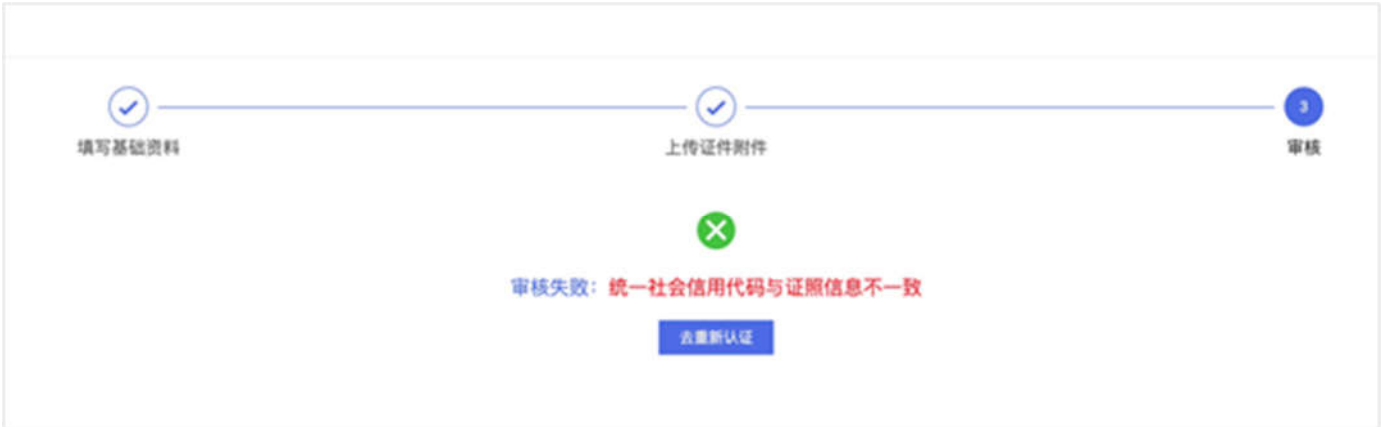 3
填写基础资料
上传证件附件
审核
审核失败：统一社会信用代码与证照信息不一致
去重新认证